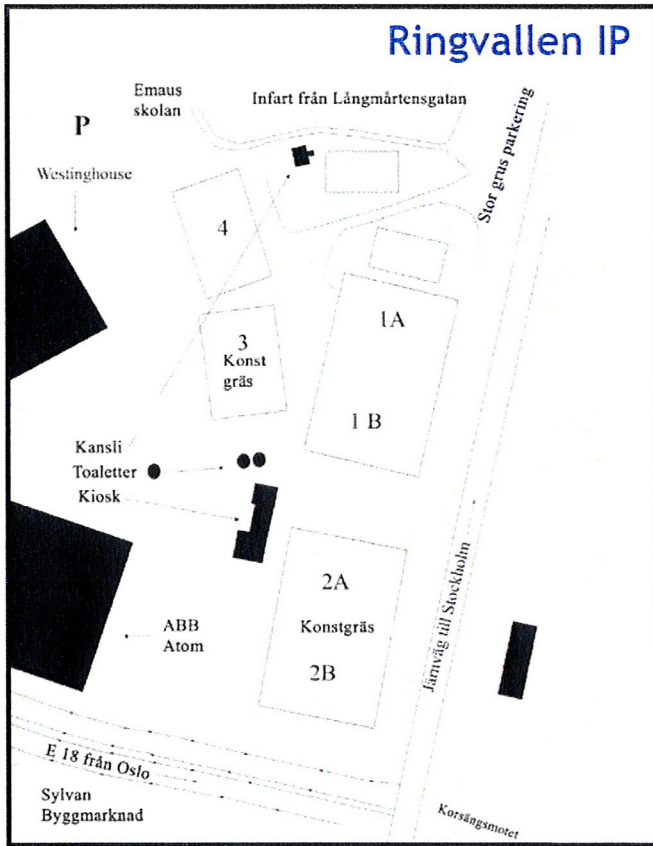 Ringvallen IP
Emaus
skolan
Infart från Långmårtensgatan
P
Stor grus parkering
Westinghouse
4
1A
3
Konst
gräs
1 B
Kansli
Toaletter
Kiosk
2A
Konstgräs
2B
Järnväg till Stockholm
ABB
Atom
E 18 från Oslo
Sylvan
Byggmarknad
Korsängsmotet